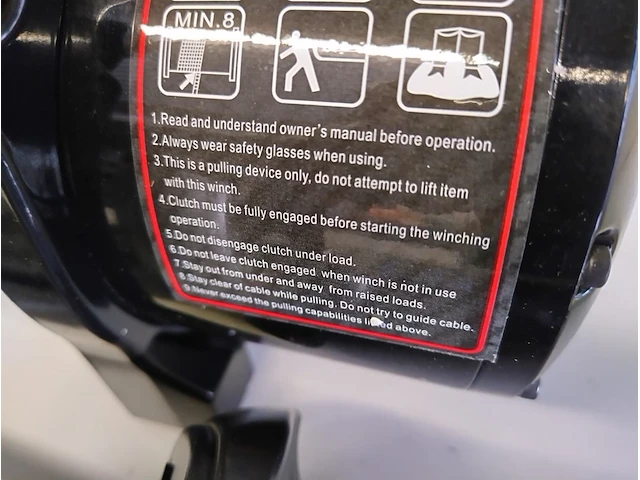 MIN.8
1.Read and understand owner's manual before operation.
2.Always wear safety glasses when using.
3.This is a pulling device only, do not attempt to lift item
with this winch.
4.Clutch must be fully engaged before starting the winching
operation.
5.Do not disengage clutch under load.
6.Do not leave clutch engaged when winch is not in use
7.Stay out from under and away from raised loads.
8.Stay clear of cable while pulling. Do not try to guide cable.
9.Never exceed the pulling capabilities listed above.